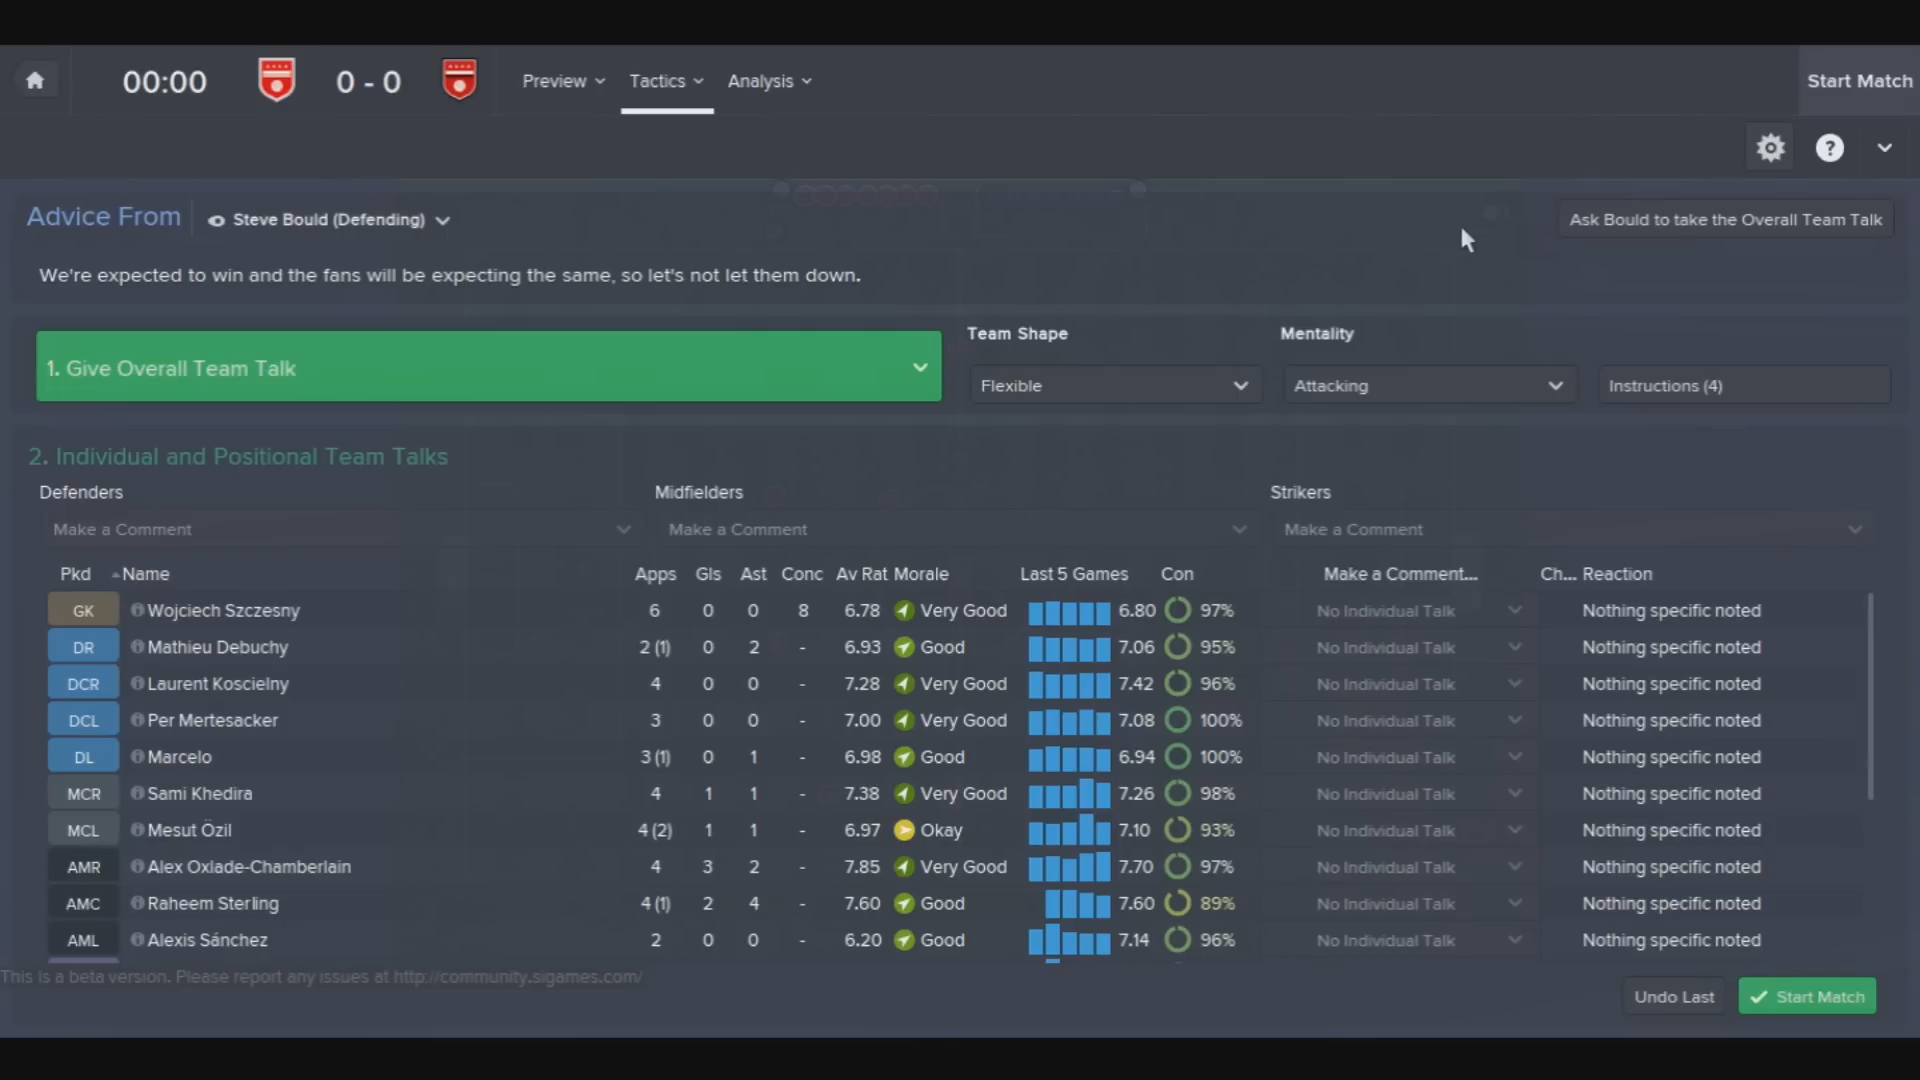 00:00 0 - 0 Preview Tactics Analysis Start Match
?
Advice From Steve Bould (Defending) Ask Bould to take the Overall Team Talk
We're expected to win and the fans will be expecting the same, so let's not let them down.
Team Shape Mentality
1. Give Overall Team Talk Flexible Attacking Instructions (4)
2. Individual and Positional Team Talks
Defenders Midfielders Strikers
Make a Comment Make a Comment Make a Comment
Pkd Name Apps Gls Ast Conc Av Rat Morale Last 5 Games Con Make a Comment... Ch... Reaction
GK Wojciech Szczesny 6 0 0 8 6.78 Very Good 6.80 97% No Individual Talk Nothing specific noted
DR Mathieu Debuchy 2 (1) 0 2 - 6.93 Good 7.06 95% No Individual Talk Nothing specific noted
DCR Laurent Koscielny 4 0 0 - 7.28 Very Good 7.42 96% No Individual Talk Nothing specific noted
DCL Per Mertesacker 3 0 0 - 7.00 Very Good 7.08 100% No Individual Talk Nothing specific noted
DL Marcelo 3 (1) 0 1 - 6.98 Good 6.94 100% No Individual Talk Nothing specific noted
MCR Sami Khedira 4 1 1 - 7.38 Very Good 7.26 98% No Individual Talk Nothing specific noted
MCL Mesut Özil 4 (2) 1 1 - 6.97 Okay 7.10 93% No Individual Talk Nothing specific noted
AMR Alex Oxlade-Chamberlain 4 3 2 - 7.85 Very Good 7.70 97% No Individual Talk Nothing specific noted
AMC Raheem Sterling 4 (1) 2 4 - 7.60 Good 7.60 89% No Individual Talk Nothing specific noted
AML Alexis Sánchez 2 0 0 - 6.20 Good 7.14 96% No Individual Talk Nothing specific noted
This is a beta version. Please report any issues at http://community.sigames.com/
Undo Last Start Match